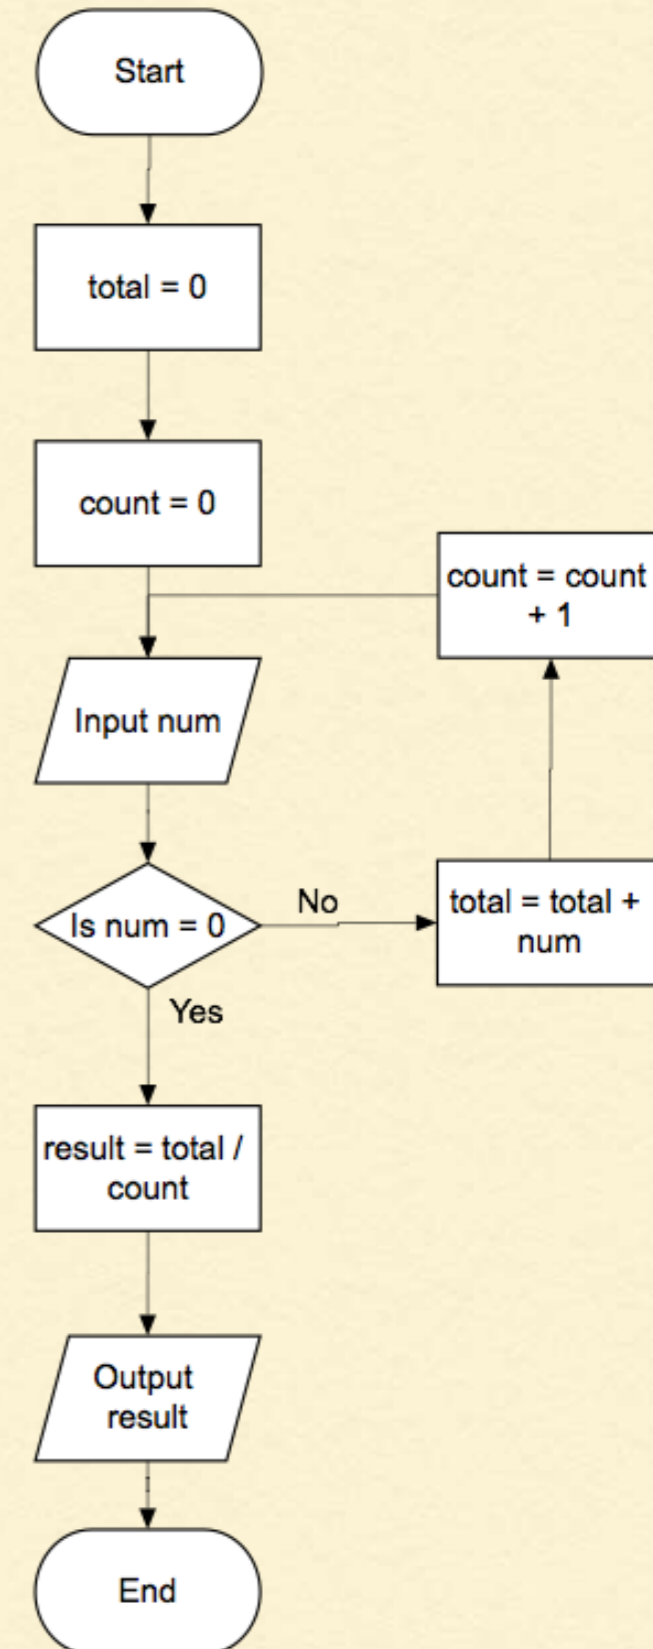 Start
total = 0
count = 0
count = count
+ 1
Input num
Is num = 0
No
total = total +
num
Yes
result = total /
count
Output
result
End